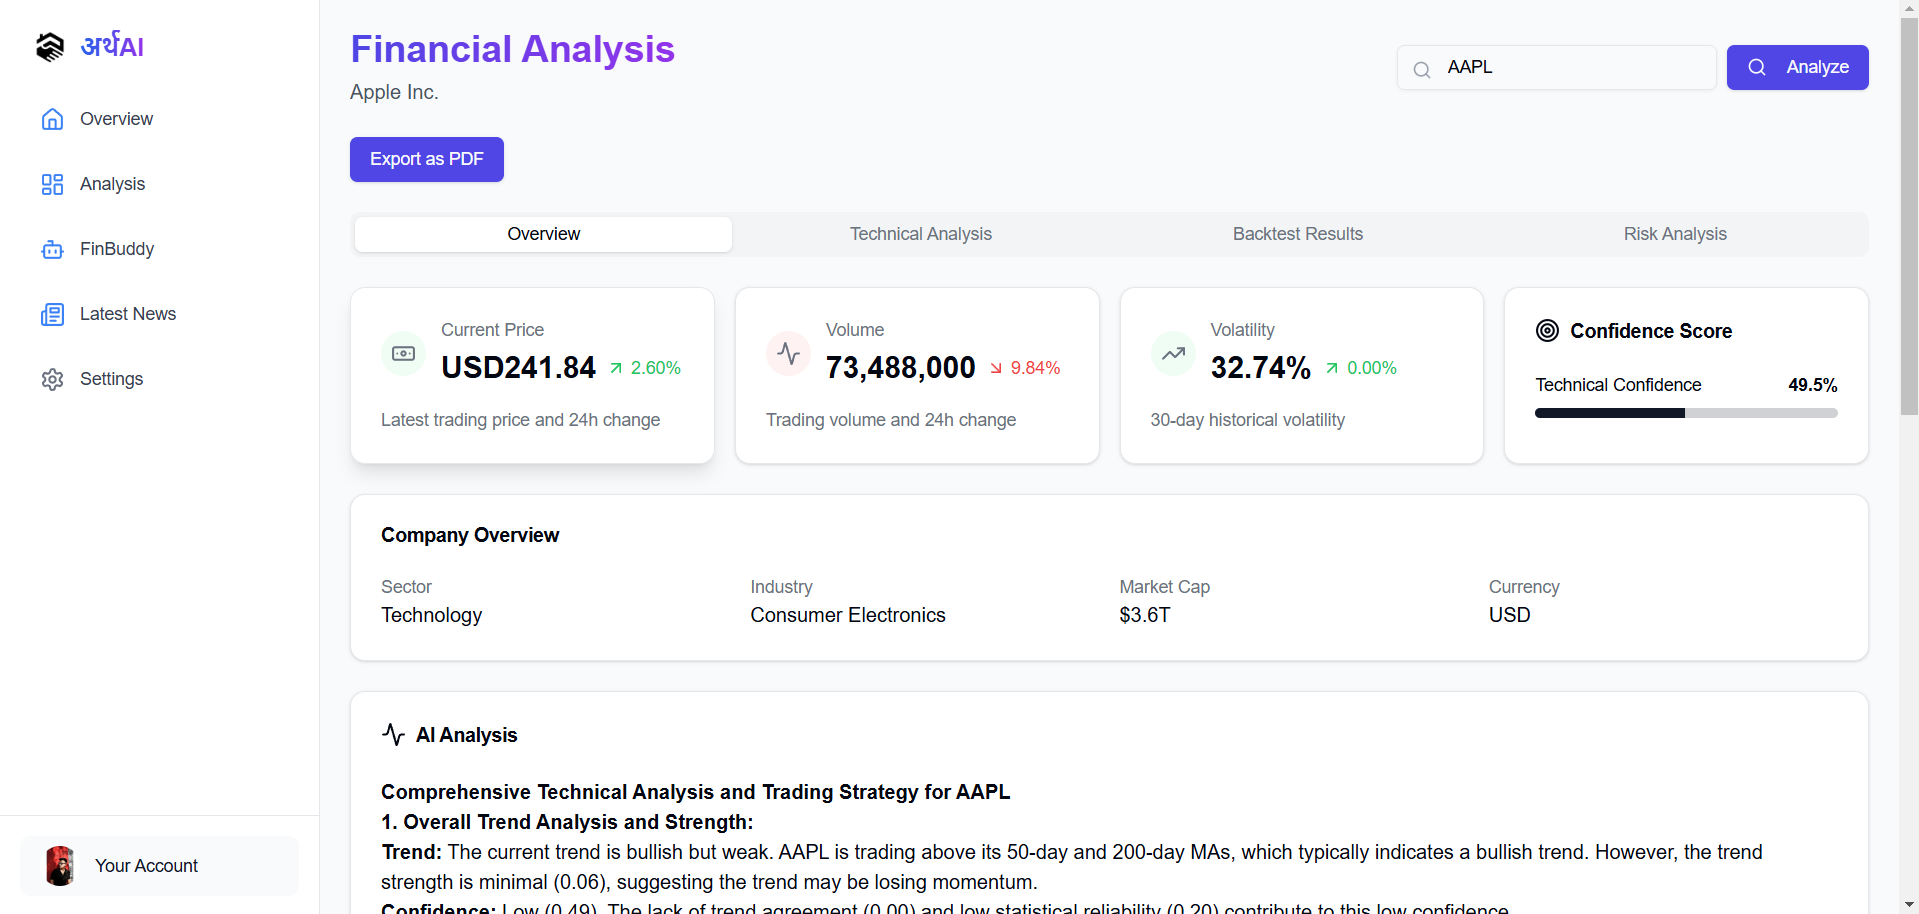 अर्थAI
Overview
Analysis
FinBuddy
Latest News
Settings
Your Account
Financial Analysis
Apple Inc.
AAPL
Analyze
Export as PDF
Overview
Technical Analysis
Backtest Results
Risk Analysis
Current Price
USD241.84 2.60%
Latest trading price and 24h change
Volume
73,488,000 9.84%
Trading volume and 24h change
Volatility
32.74% 0.00%
30-day historical volatility
Confidence Score
Technical Confidence 49.5%
Company Overview
Sector
Technology
Industry
Consumer Electronics
Market Cap
$3.6T
Currency
USD
AI Analysis
Comprehensive Technical Analysis and Trading Strategy for AAPL
1. Overall Trend Analysis and Strength:
Trend: The current trend is bullish but weak. AAPL is trading above its 50-day and 200-day MAs, which typically indicates a bullish trend. However, the trend
strength is minimal (0.06), suggesting the trend may be losing momentum.
Confidence: Low (0.49). The lack of trend agreement (0.00) and low statistical reliability (0.20) contribute to this low confidence.